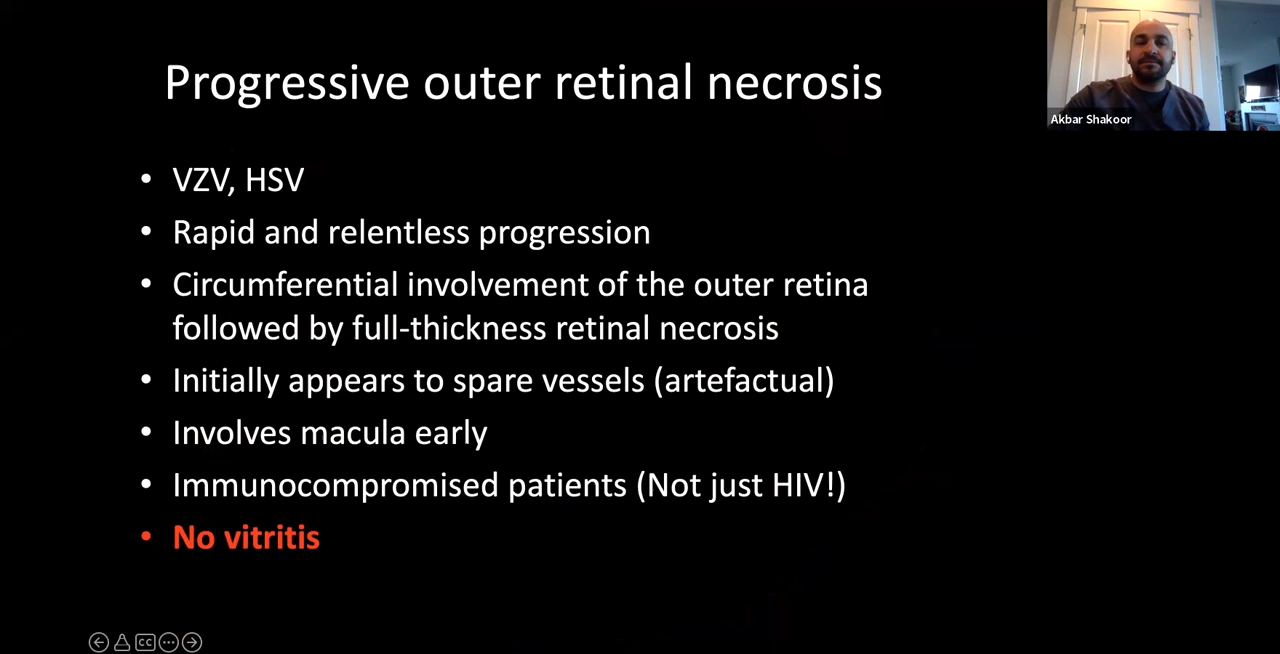 Progressive outer retinal necrosis
Akbar Shakoor
• VZV, HSV
• Rapid and relentless progression
• Circumferential involvement of the outer retina
followed by full-thickness retinal necrosis
• Initially appears to spare vessels (artefactual)
• Involves macula early
• Immunocompromised patients (Not just HIV!)
• No vitritis
CC